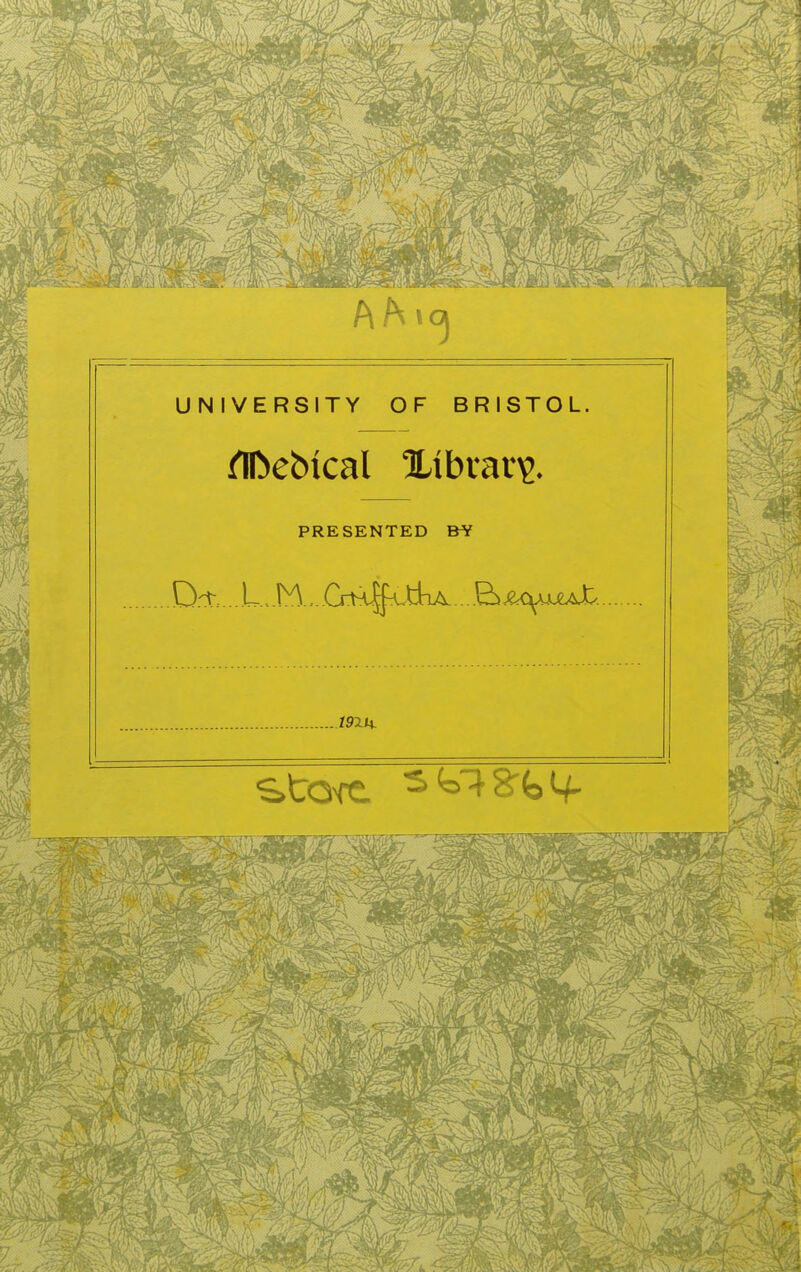 AA19
UNIVERSITY OF BRISTOL.
Medical Library.
PRESENTED BY
Dr. L. M. Griffiths Bequest
1924
Store 567864